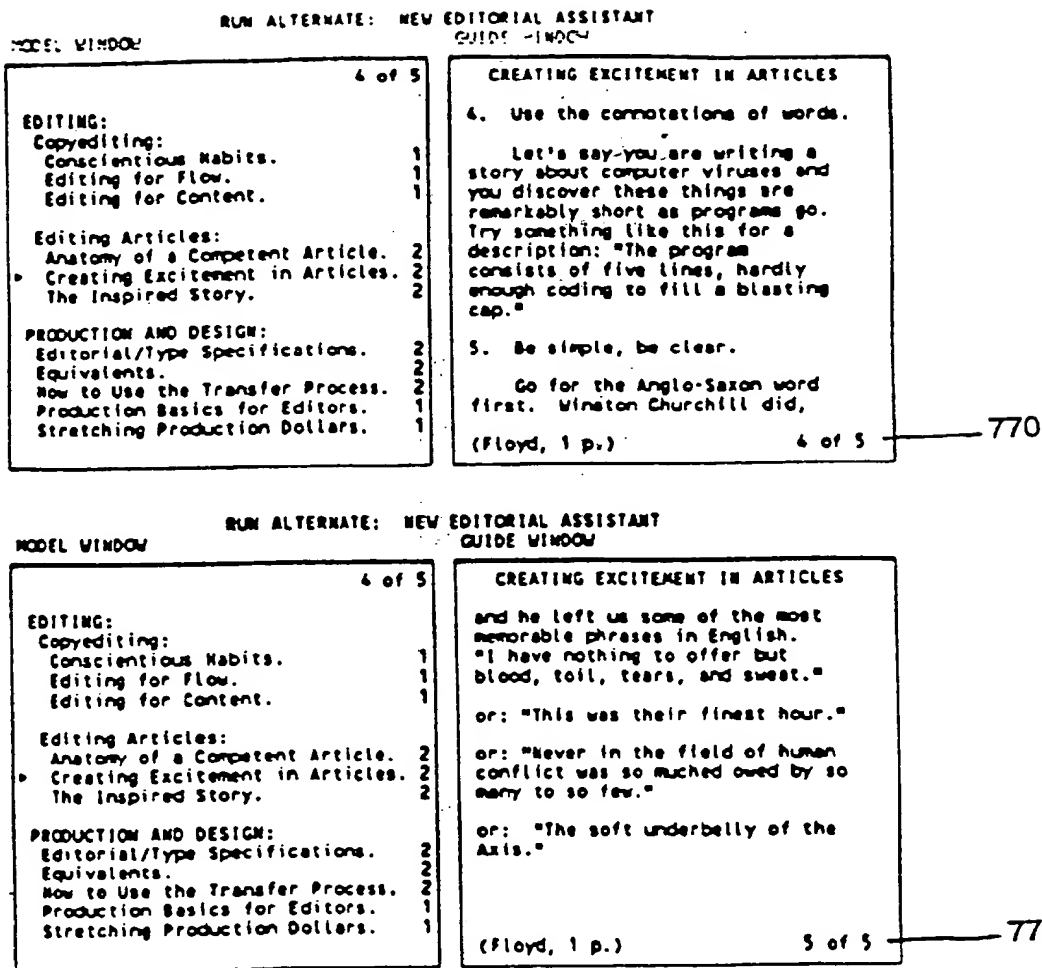 RUN ALTERNATE: NEW EDITORIAL ASSISTANT
MODEL WINDOW
4 of 5
EDITING:
Copyediting:
Conscientious Habits. 1
Editing for Flow. 1
Editing for Content. 1
Editing Articles:
Anatomy of a Competent Article. 2
▸ Creating Excitement in Articles. 2
The Inspired Story. 2
PRODUCTION AND DESIGN:
Editorial/Type Specifications. 2
Equivalents. 2
How to Use the Transfer Process. 2
Production Basics for Editors. 1
Stretching Production Dollars. 1
GUIDE WINDOW
CREATING EXCITEMENT IN ARTICLES
4. Use the connotations of words.
Let's say you are writing a
story about computer viruses and
you discover these things are
remarkably short as programs go.
Try something like this for a
description: "The program
consists of five lines, hardly
enough coding to fill a blasting
cap."
5. Be simple, be clear.
Go for the Anglo-Saxon word
first. Winston Churchill did,
(Floyd, 1 p.) 4 of 5
770
RUN ALTERNATE: NEW EDITORIAL ASSISTANT
MODEL WINDOW
4 of 5
EDITING:
Copyediting:
Conscientious Habits. 1
Editing for Flow. 1
Editing for Content. 1
Editing Articles:
Anatomy of a Competent Article. 2
▸ Creating Excitement in Articles. 2
The Inspired Story. 2
PRODUCTION AND DESIGN:
Editorial/Type Specifications. 2
Equivalents. 2
How to Use the Transfer Process. 2
Production Basics for Editors. 1
Stretching Production Dollars. 1
GUIDE WINDOW
CREATING EXCITEMENT IN ARTICLES
and he left us some of the most
memorable phrases in English.
"I have nothing to offer but
blood, toil, tears, and sweat."
or: "This was their finest hour."
or: "Never in the field of human
conflict was so muched owed by so
many to so few."
or: "The soft underbelly of the
Axis."
(Floyd, 1 p.) 5 of 5
77